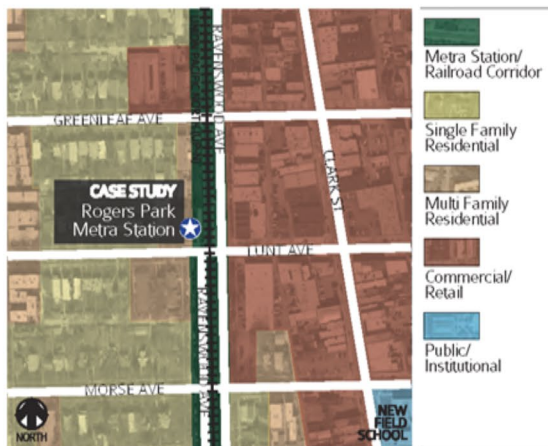 RAVENSWOOD AVE
GREENLEAF AVE
CLARK ST
CASE STUDY
Rogers Park
Metra Station
LUNT AVE
RAVENSWOOD AVE
MORSE AVE
NORTH
NEW
FIELD
SCHOOL
Metra Station/
Railroad Corridor
Single Family
Residential
Multi Family
Residential
Commercial/
Retail
Public/
Institutional